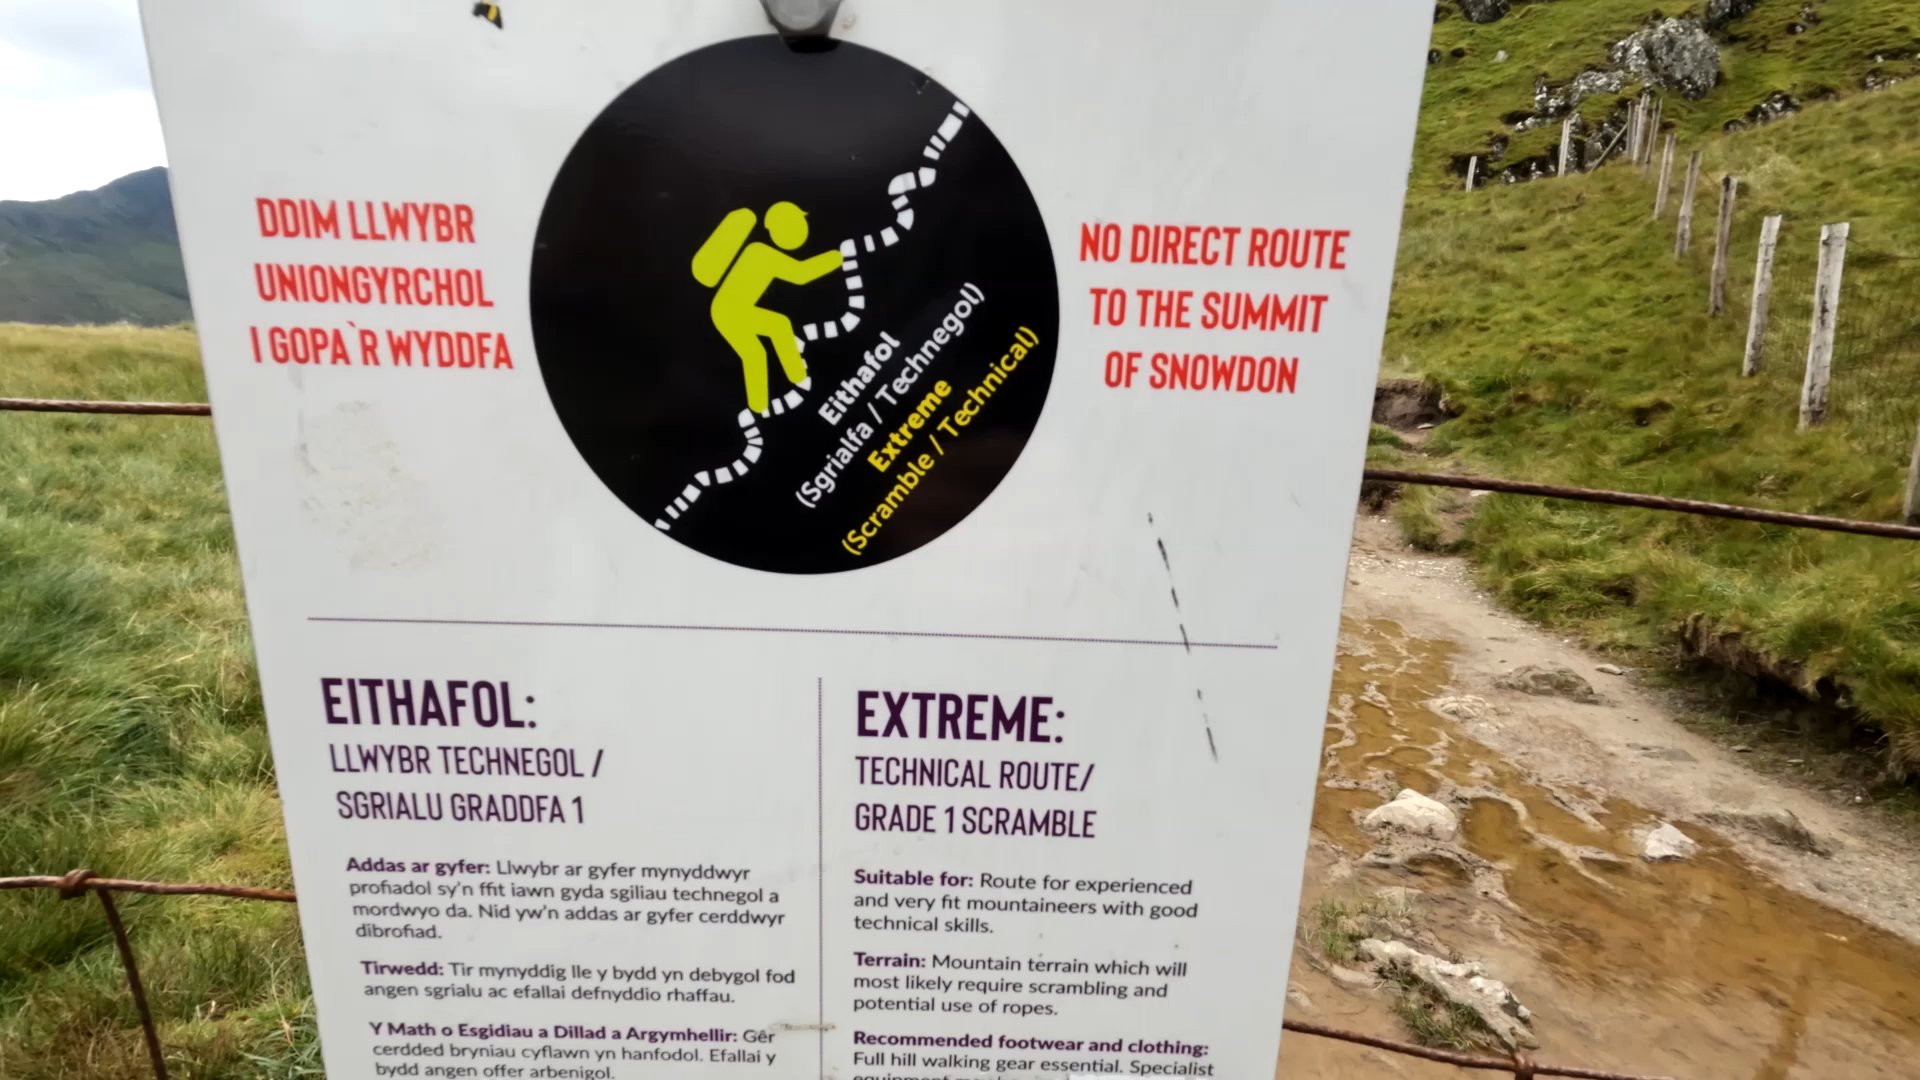 DDIM LLWYBR
UNIONGYRCHOL
I GOPA`R WYDDFA
Eithafol
(Sgrialfa / Technegol)
Extreme
(Scramble / Technical)
NO DIRECT ROUTE
TO THE SUMMIT
OF SNOWDON
EITHAFOL:
LLWYBR TECHNEGOL /
SGRIALU GRADDFA 1
Addas ar gyfer: Llwybr ar gyfer mynyddwyr
profiadol sy'n ffit iawn gyda sgiliau technegol a
mordwyo da. Nid yw'n addas ar gyfer cerddwyr
dibrofiad.
Tirwedd: Tir mynyddig lle y bydd yn debygol fod
angen sgrialu ac efallai defnyddio rhaffau.
Y Math o Esgidiau a Dillad a Argymhellir: Gêr
cerdded bryniau cyflawn yn hanfodol. Efallai y
bydd angen offer arbenigol.
EXTREME:
TECHNICAL ROUTE/
GRADE 1 SCRAMBLE
Suitable for: Route for experienced
and very fit mountaineers with good
technical skills.
Terrain: Mountain terrain which will
most likely require scrambling and
potential use of ropes.
Recommended footwear and clothing:
Full hill walking gear essential. Specialist